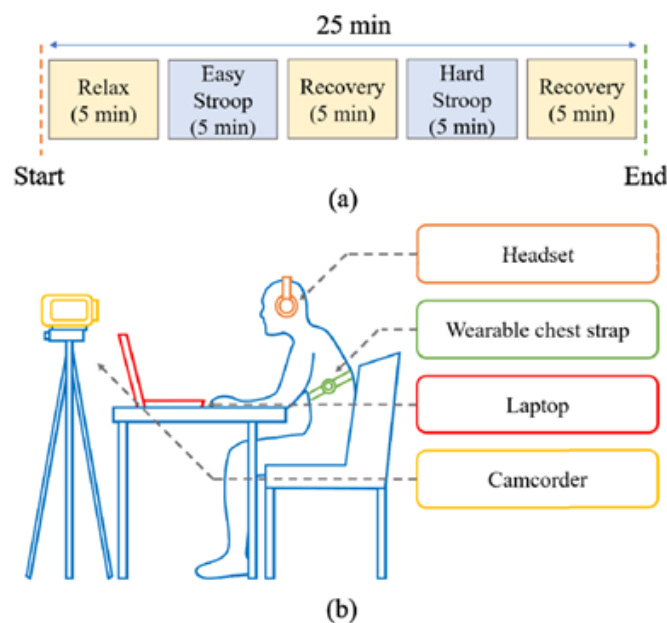 25 min
Relax
(5 min)
Easy
Stroop
(5 min)
Recovery
(5 min)
Hard
Stroop
(5 min)
Recovery
(5 min)
Start
End
(a)
Headset
Wearable chest strap
Laptop
Camcorder
(b)